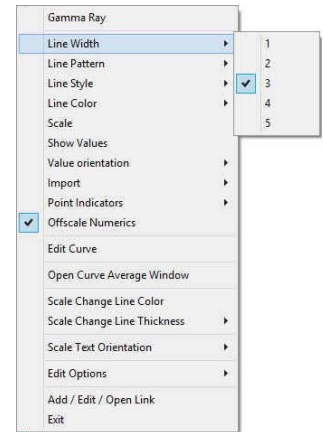 Gamma Ray
Line Width
1
Line Pattern
2
Line Style
3
Line Color
4
Scale
5
Show Values
Value orientation
Import
Point Indicators
Offscale Numerics
Edit Curve
Open Curve Average Window
Scale Change Line Color
Scale Change Line Thickness
Scale Text Orientation
Edit Options
Add / Edit / Open Link
Exit